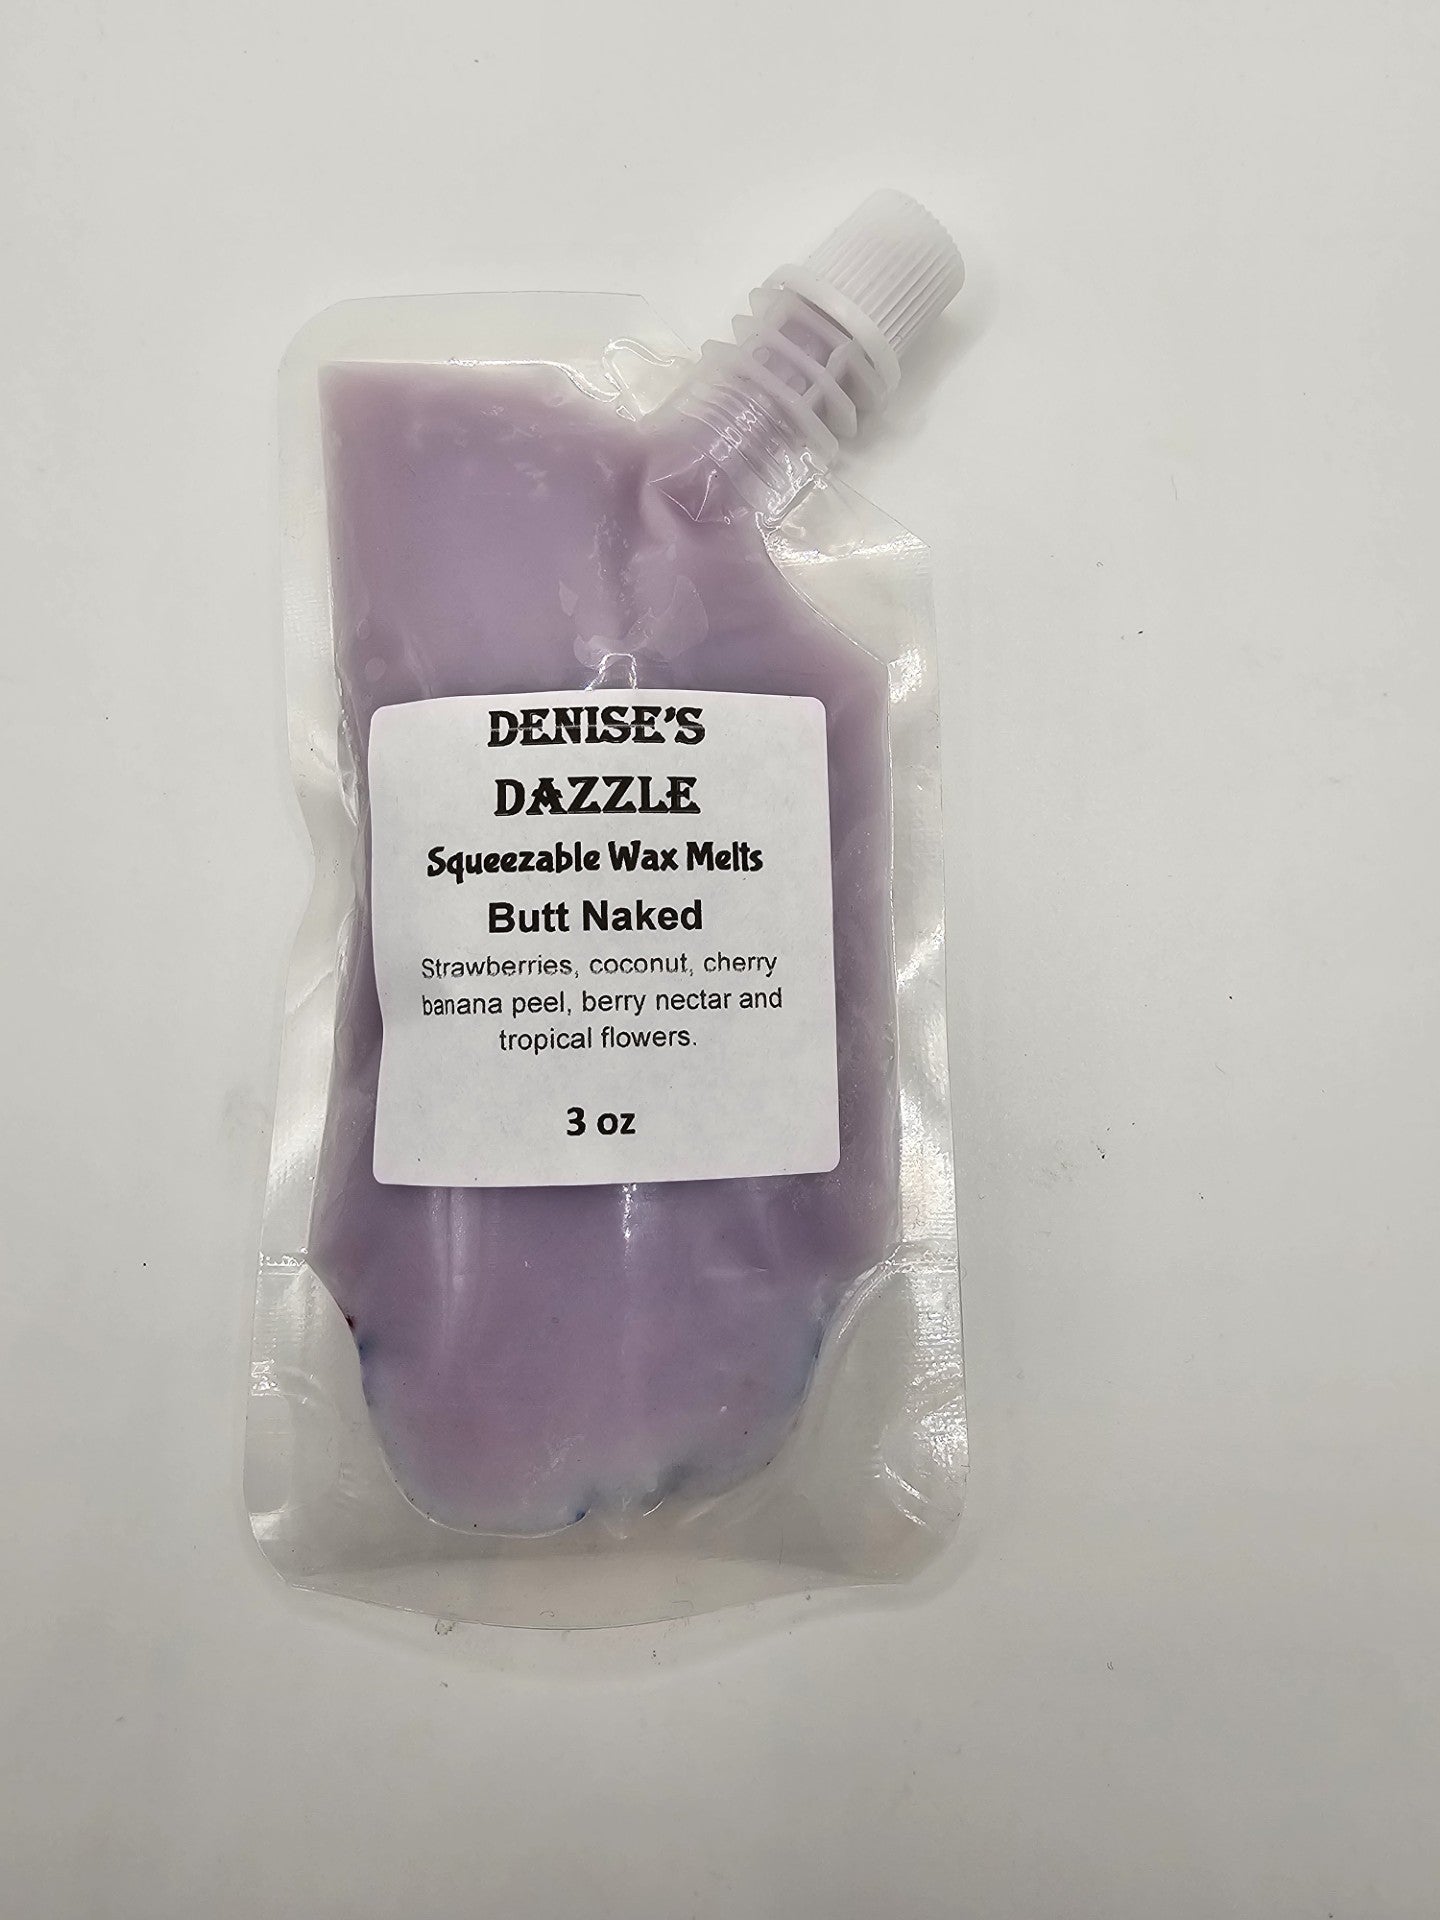 DENISE'S
DAZZLE
Squeezable Wax Melts
Butt Naked
Strawberries, coconut, cherry
banana peel, berry nectar and
tropical flowers.
3 oz